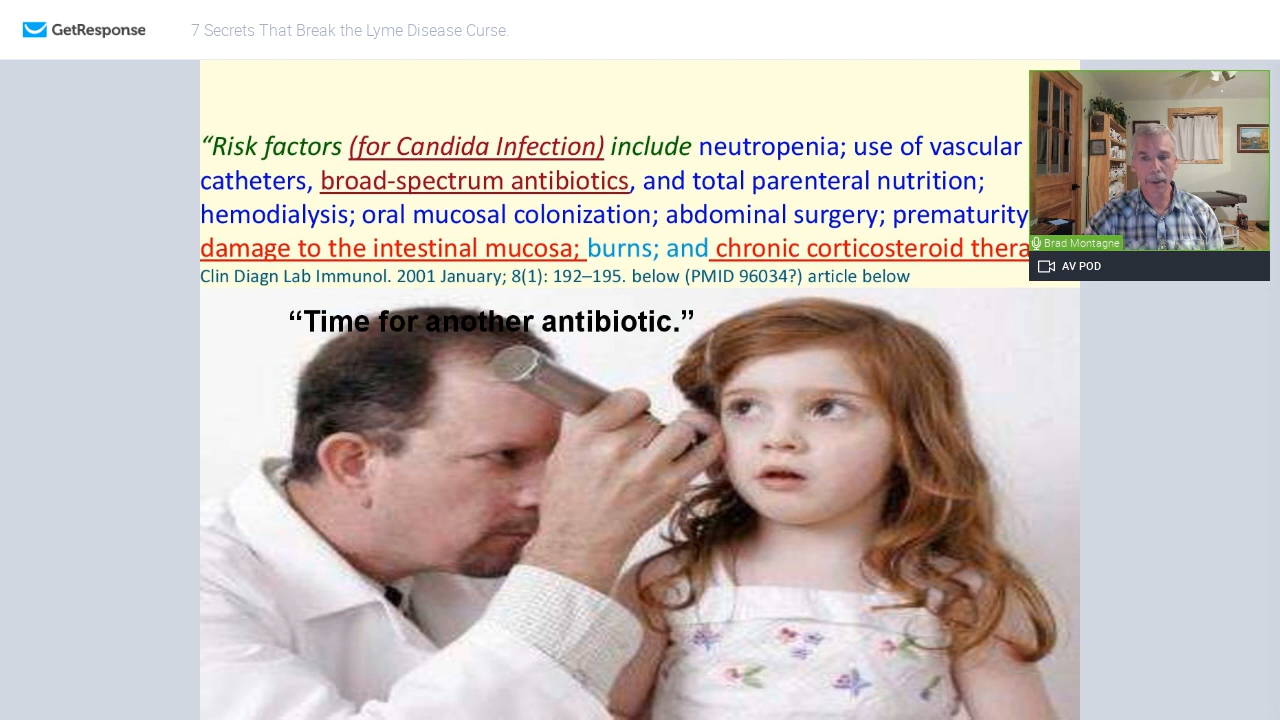 GetResponse
7 Secrets That Break the Lyme Disease Curse.
“Risk factors (for Candida Infection) include neutropenia; use of vascular
catheters, broad-spectrum antibiotics, and total parenteral nutrition;
hemodialysis; oral mucosal colonization; abdominal surgery; prematurity
damage to the intestinal mucosa; burns; and chronic corticosteroid thera
Clin Diagn Lab Immunol. 2001 January; 8(1): 192–195. below (PMID 96034?) article below
“Time for another antibiotic.”
Brad Montagne
AV POD